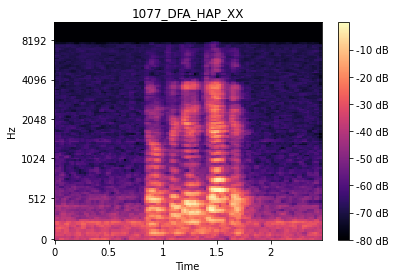 1077_DFA_HAP_XX
8192
4096
2048
1024
512
0
Hz
0
0.5
1
1.5
2
Time
-10 dB
-20 dB
-30 dB
-40 dB
-50 dB
-60 dB
-70 dB
-80 dB